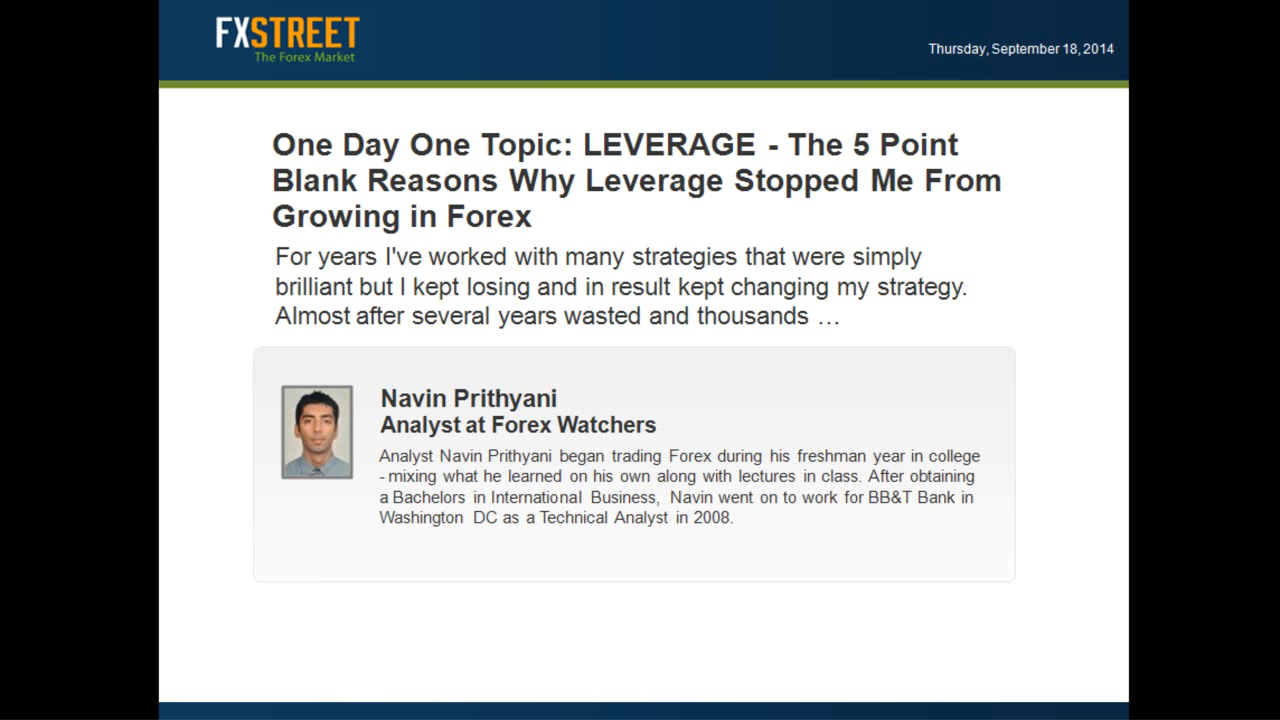 FXSTREET
The Forex Market
Thursday, September 18, 2014
One Day One Topic: LEVERAGE - The 5 Point
Blank Reasons Why Leverage Stopped Me From
Growing in Forex
For years I've worked with many strategies that were simply
brilliant but I kept losing and in result kept changing my strategy.
Almost after several years wasted and thousands …
Navin Prithyani
Analyst at Forex Watchers
Analyst Navin Prithyani began trading Forex during his freshman year in college
- mixing what he learned on his own along with lectures in class. After obtaining
a Bachelors in International Business, Navin went on to work for BB&T Bank in
Washington DC as a Technical Analyst in 2008.